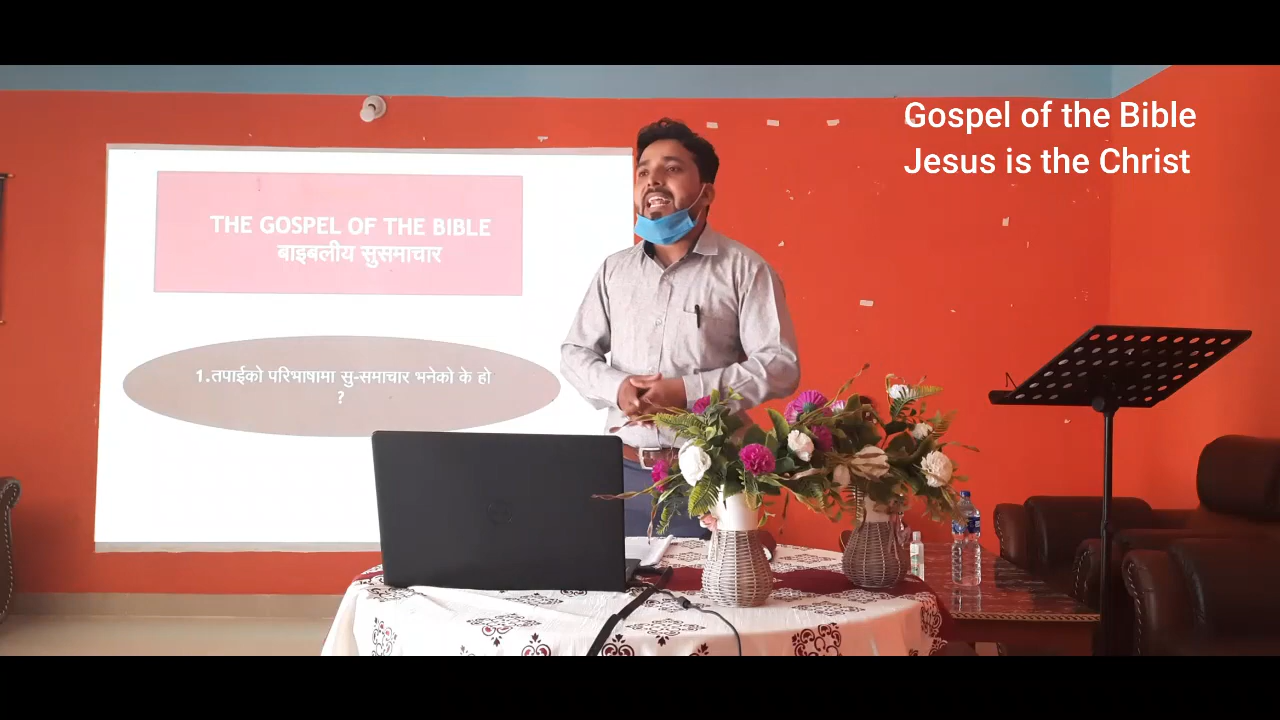 Gospel of the Bible
Jesus is the Christ
THE GOSPEL OF THE BIBLE
बाइबलीय सुसमाचार
1.तपाईको परिभाषामा सु-समाचार भनेको के हो
?